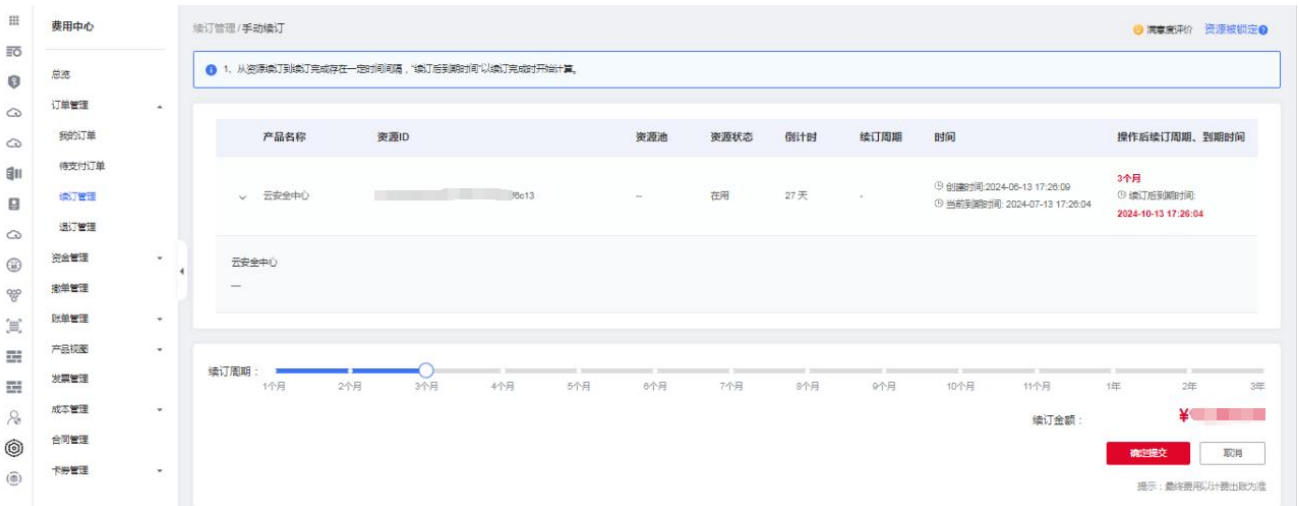 费用中心
总览
订单管理
我的订单
待支付订单
续订管理
退订管理
资金管理
撤单管理
账单管理
产品视图
发票管理
成本管理
合同管理
卡券管理
续订管理/手动续订
满意度评价 资源被锁定
1、从资源续订到续订完成存在一定时间间隔，"续订后到期时间"以续订完成时开始计算。
产品名称 资源ID 资源池 资源状态 倒计时 续订周期 时间 操作后续订周期、到期时间
云安全中心 f6c13 -- 在用 27 天 - 创建时间:2024-06-13 17:26:09
当前到期时间: 2024-07-13 17:26:04
3个月
续订后到期时间:
2024-10-13 17:26:04
云安全中心
—
续订周期：
1个月 2个月 3个月 4个月 5个月 6个月 7个月 8个月 9个月 10个月 11个月 1年 2年 3年
续订金额： ¥
确定提交 取消
提示：最终费用以计费出账为准